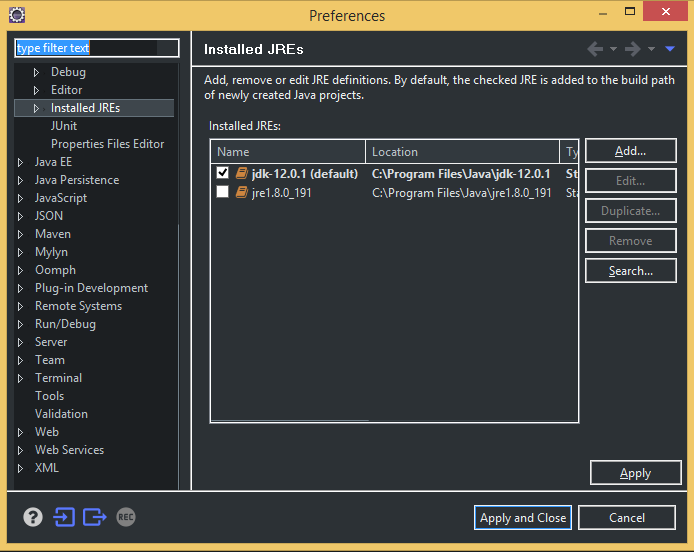 Preferences
type filter text
Debug
Editor
Installed JREs
JUnit
Properties Files Editor
Java EE
Java Persistence
JavaScript
JSON
Maven
Mylyn
Oomph
Plug-in Development
Remote Systems
Run/Debug
Server
Team
Terminal
Tools
Validation
Web
Web Services
XML
Installed JREs
Add, remove or edit JRE definitions. By default, the checked JRE is added to the build path
of newly created Java projects.
Installed JREs:
Name Location Ty
jdk-12.0.1 (default) C:\Program Files\Java\jdk-12.0.1 Sta
jre1.8.0_191 C:\Program Files\Java\jre1.8.0_191 Sta
Add...
Edit...
Duplicate...
Remove
Search...
Apply
? REC
Apply and Close
Cancel